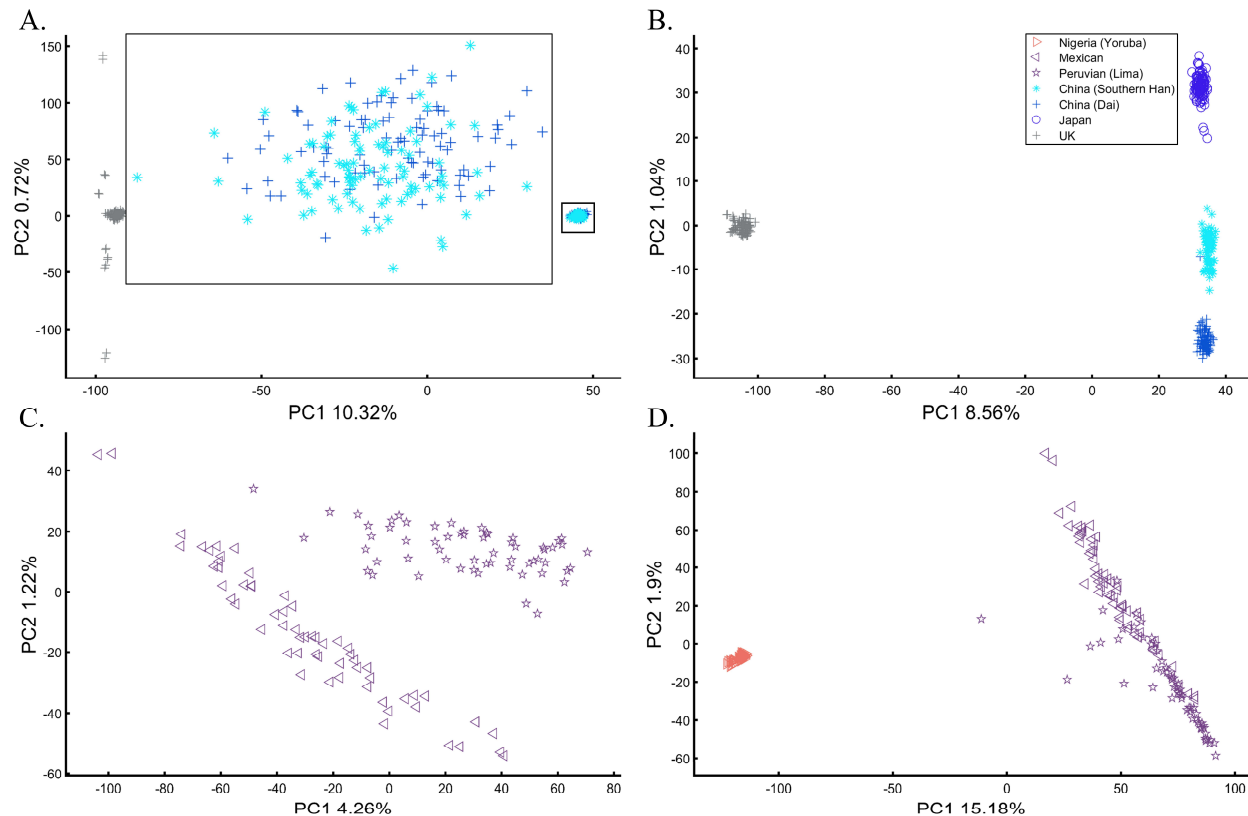 A.
150
100
50
0
-50
-100
PC2 0.72%
-100
-50
0
50
PC1 10.32%
B.
40
30
20
10
0
-10
-20
-30
PC2 1.04%
Nigeria (Yoruba)
Mexican
Peruvian (Lima)
China (Southern Han)
China (Dai)
Japan
UK
-100
-80
-60
-40
-20
0
20
40
PC1 8.56%
C.
40
20
0
-20
-40
-60
PC2 1.22%
-100
-80
-60
-40
-20
0
20
40
60
80
PC1 4.26%
D.
100
80
60
40
20
0
-20
-40
-60
PC2 1.9%
-100
-50
0
50
100
PC1 15.18%